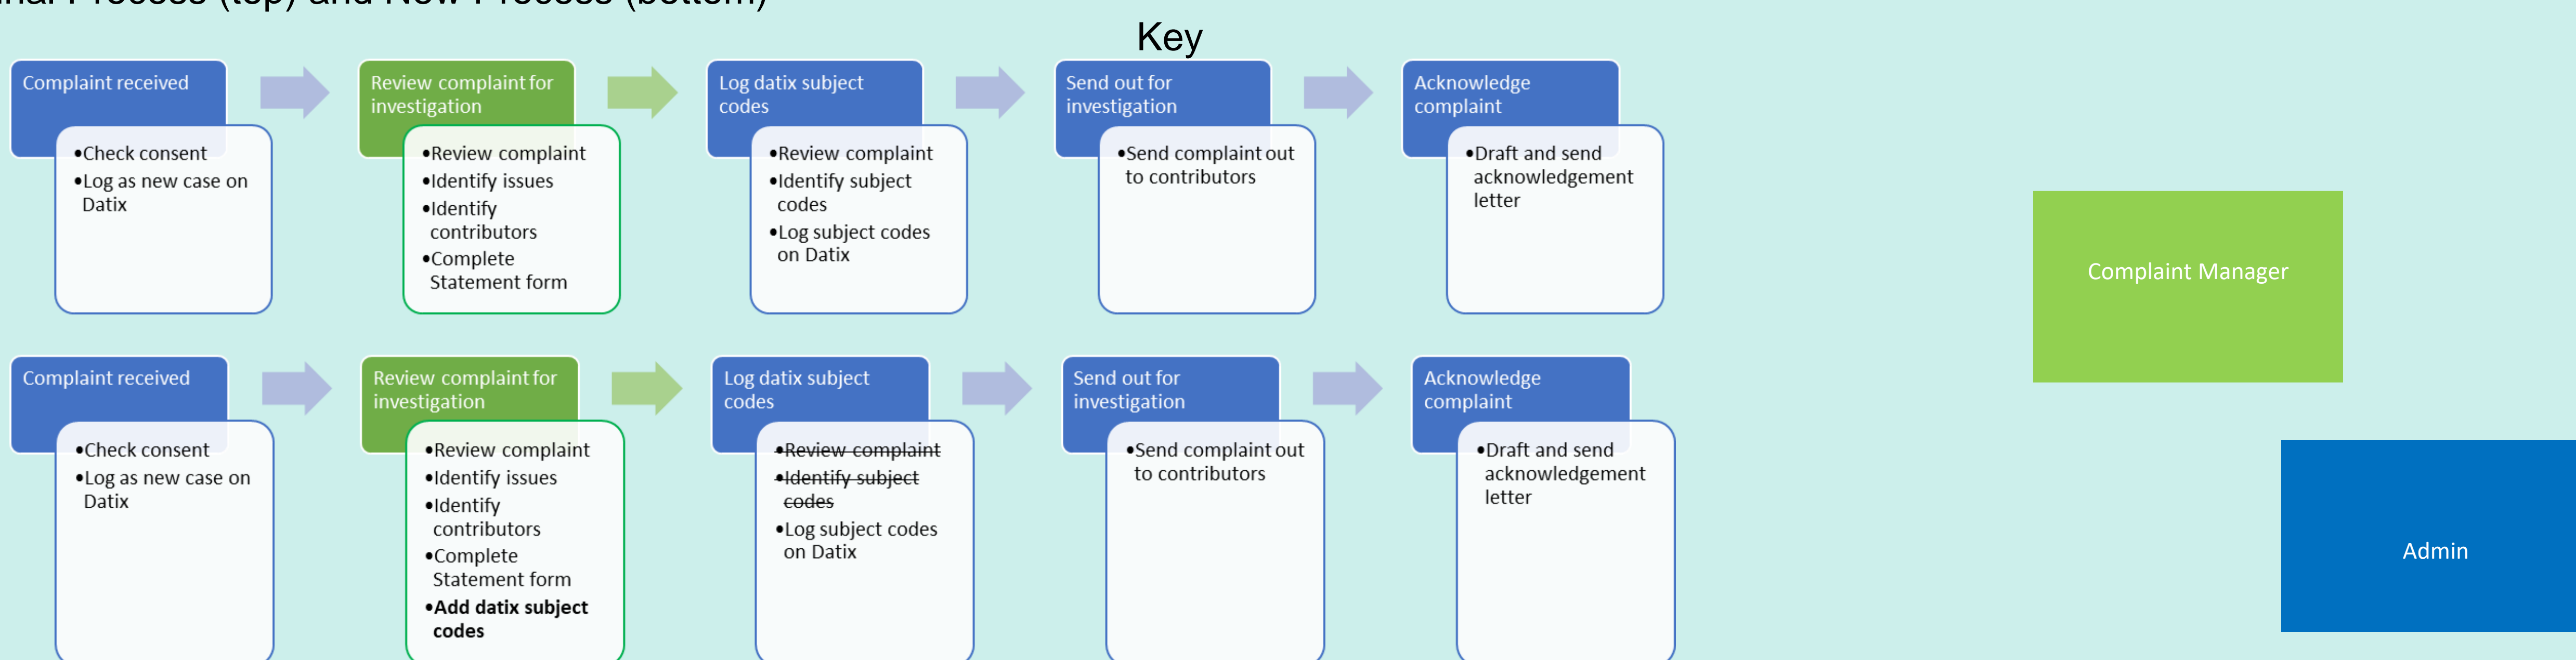 Process (top) and New Process (bottom)
Key
Complaint received
•Check consent
•Log as new case on
Datix
Review complaint for
investigation
•Review complaint
•Identify issues
•Identify
contributors
•Complete
Statement form
Log datix subject
codes
•Review complaint
•Identify subject
codes
•Log subject codes
on Datix
Send out for
investigation
•Send complaint out
to contributors
Acknowledge
complaint
•Draft and send
acknowledgement
letter
Complaint received
•Check consent
•Log as new case on
Datix
Review complaint for
investigation
•Review complaint
•Identify issues
•Identify
contributors
•Complete
Statement form
•Add datix subject
codes
Log datix subject
codes
•Review complaint
•Identify subject
codes
•Log subject codes
on Datix
Send out for
investigation
•Send complaint out
to contributors
Acknowledge
complaint
•Draft and send
acknowledgement
letter
Complaint Manager
Admin